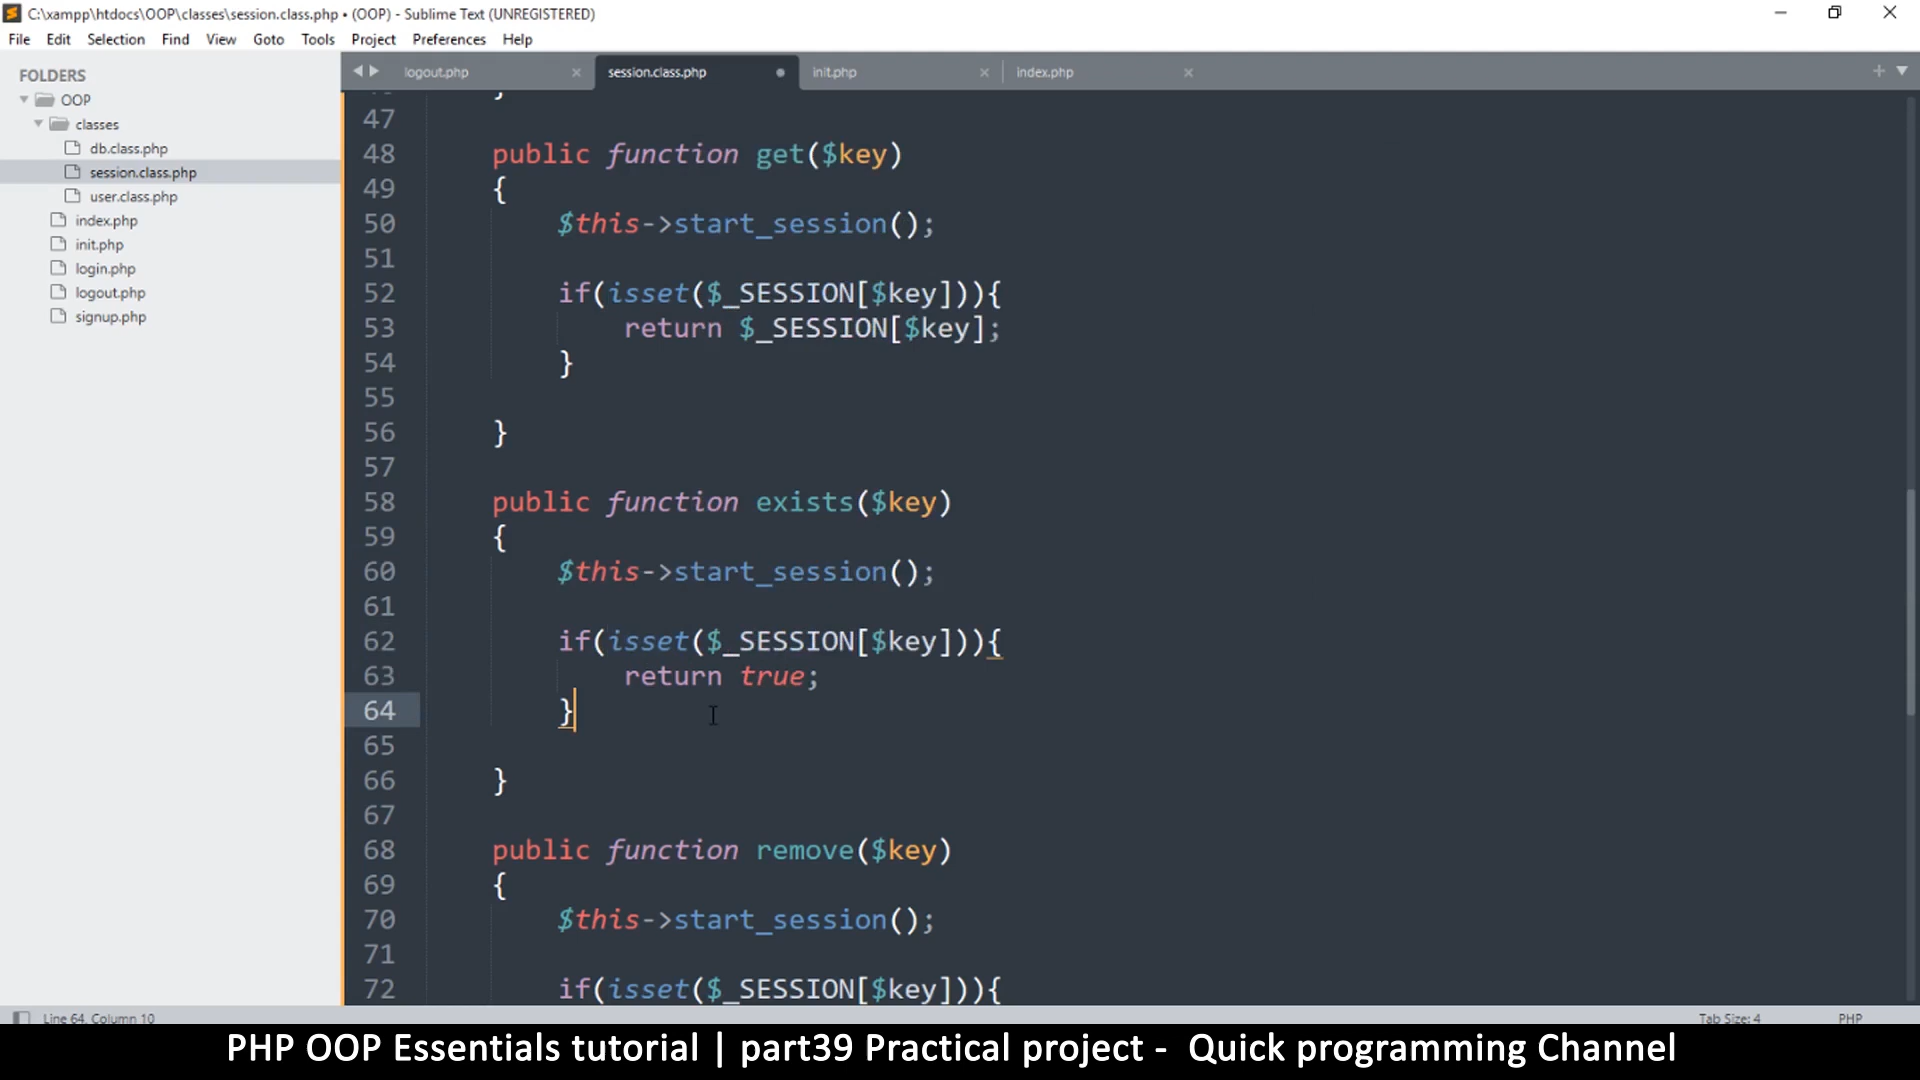 C:\xampp\htdocs\OOP\classes\session.class.php • (OOP) - Sublime Text (UNREGISTERED)
File Edit Selection Find View Goto Tools Project Preferences Help
FOLDERS
OOP
classes
db.class.php
session.class.php
user.class.php
index.php
init.php
login.php
logout.php
signup.php
logout.php session.class.php init.php index.php
}
47
48 public function get($key)
49 {
50 $this->start_session();
51
52 if(isset($_SESSION[$key])){
53 return $_SESSION[$key];
54 }
55
56 }
57
58 public function exists($key)
59 {
60 $this->start_session();
61
62 if(isset($_SESSION[$key])){
63 return true;
64 }
65
66 }
67
68 public function remove($key)
69 {
70 $this->start_session();
71
72 if(isset($_SESSION[$key])){
Line 64, Column 10 Tab Size: 4 PHP
PHP OOP Essentials tutorial | part39 Practical project - Quick programming Channel